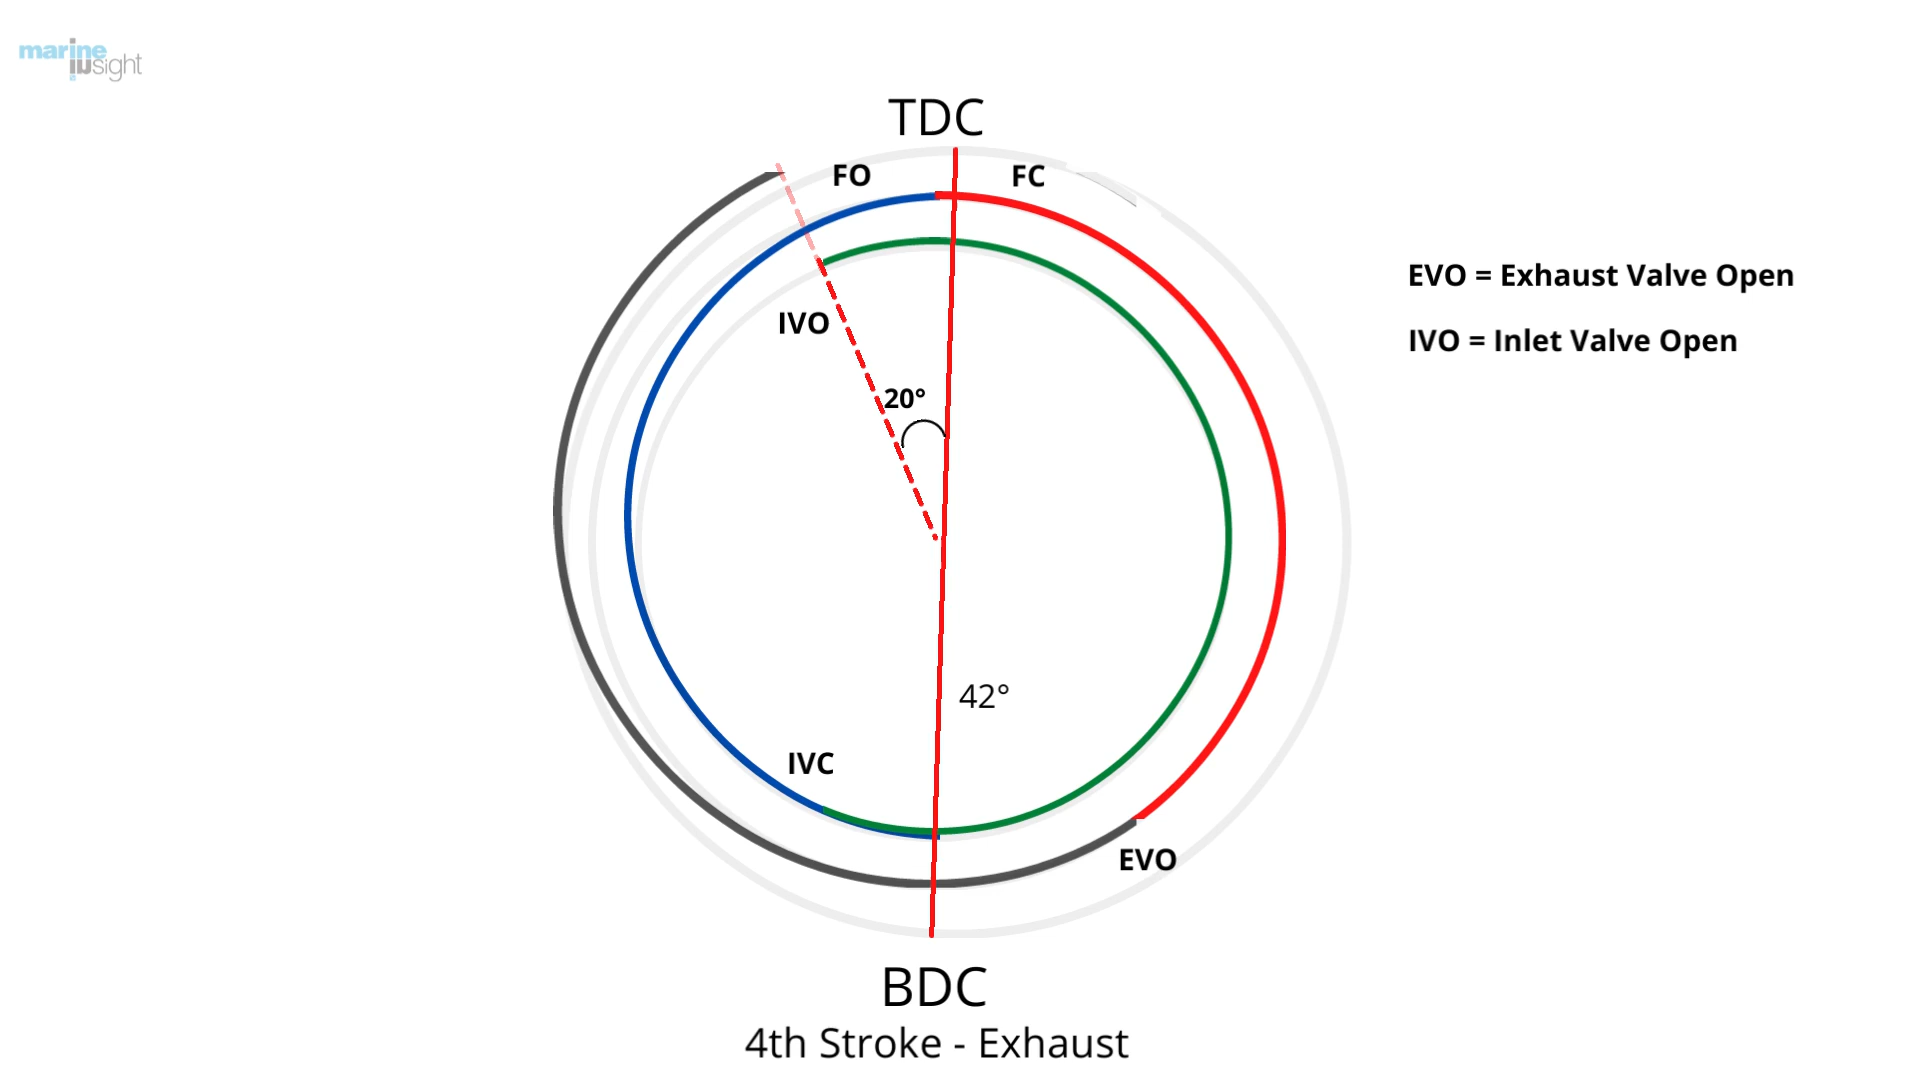 marine
insight
TDC
FO
FC
EVO = Exhaust Valve Open
IVO
IVO = Inlet Valve Open
20°
42°
IVC
EVO
BDC
4th Stroke - Exhaust